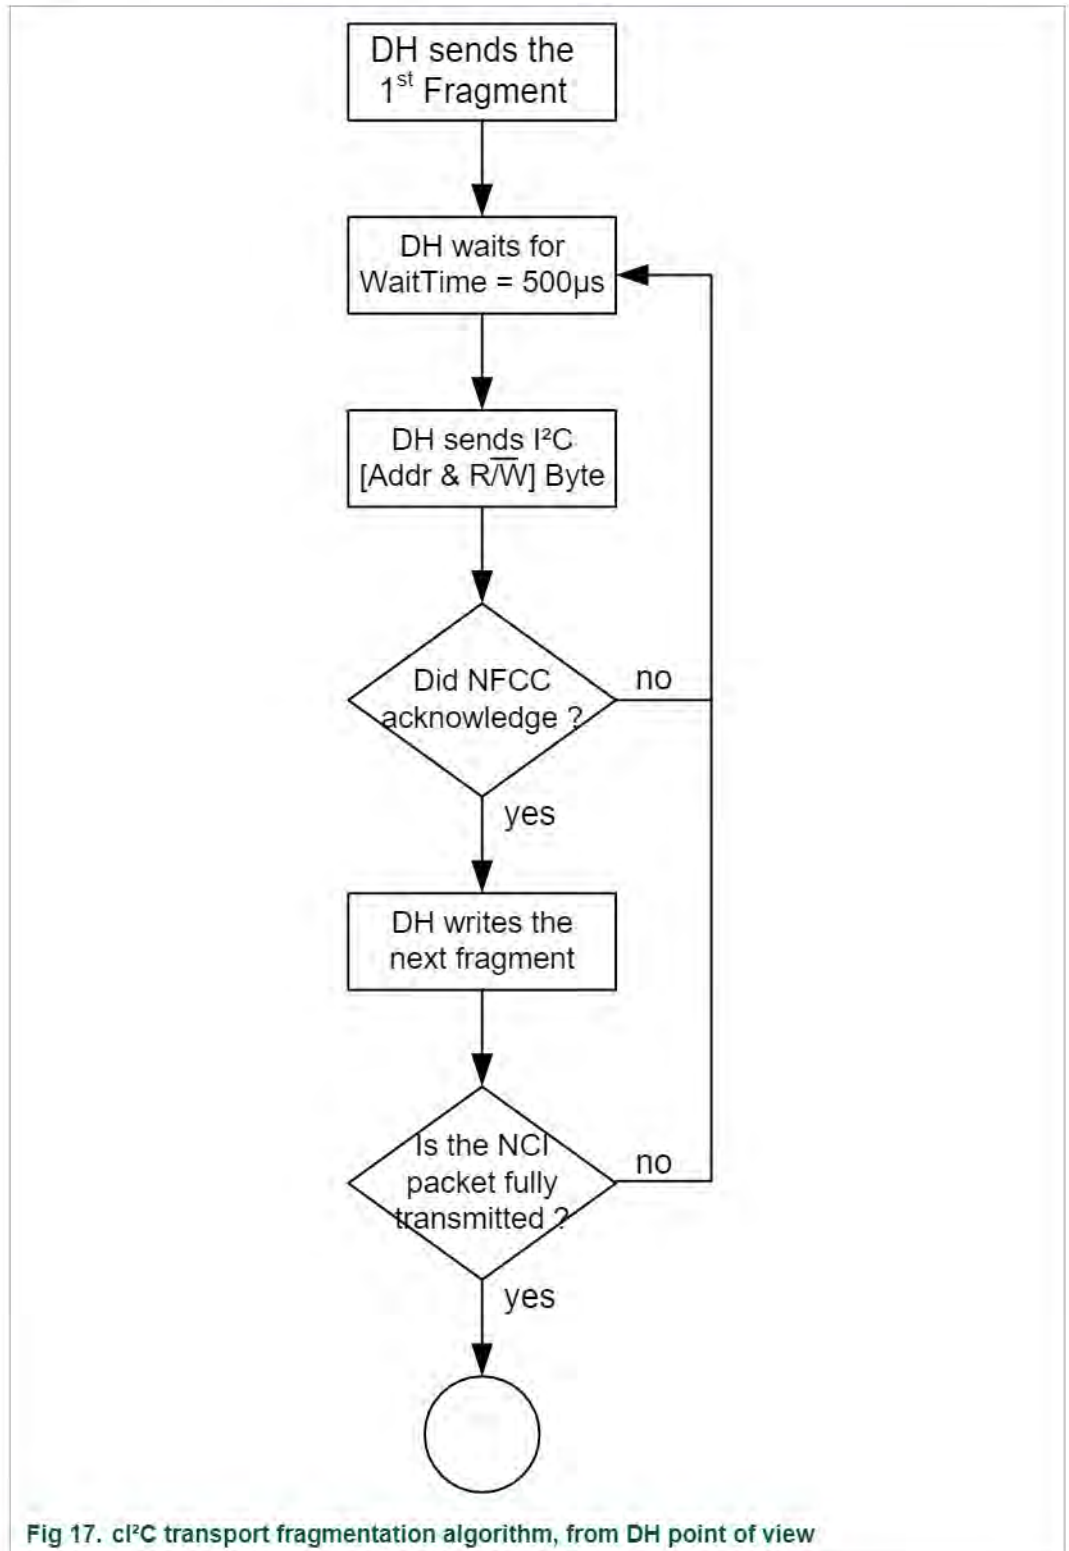 DH sends the
1st Fragment
DH waits for
WaitTime = 500µs
DH sends I²C
[Addr & R/W̅] Byte
Did NFCC
acknowledge ?
no
yes
DH writes the
next fragment
Is the NCI
packet fully
transmitted ?
no
yes
Fig 17. cI²C transport fragmentation algorithm, from DH point of view